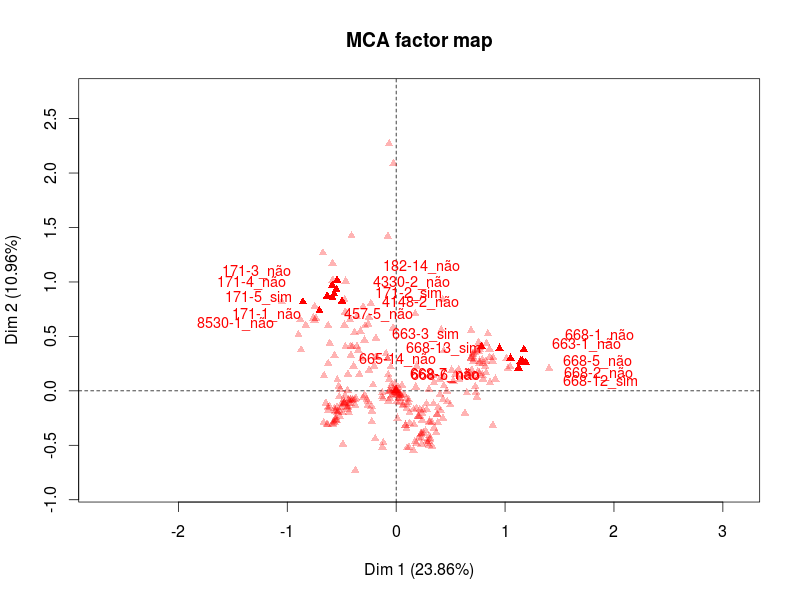 MCA factor map
Dim 2 (10.96%)
2.5
2.0
1.5
1.0
0.5
0.0
-0.5
-1.0
182-14_não
171-3_não
4330-2_não
171-4_não
171-2_sim
171-5_sim
4148-2_não
171-1_não
457-5_não
8530-1_não
663-3_sim
668-1_não
668-13_sim
663-1_não
665-14_não
668-5_não
668-2_não
668-12_sim
-2
-1
0
1
2
3
Dim 1 (23.86%)